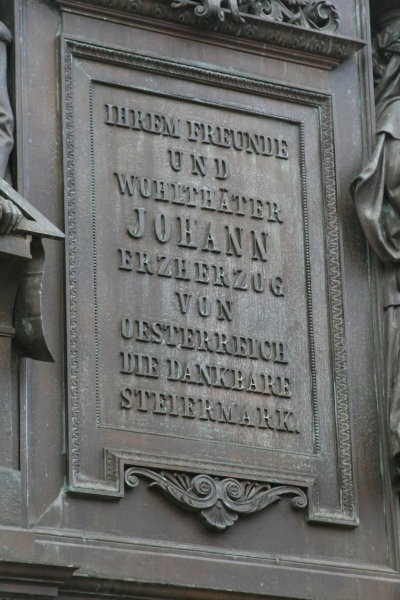 IHREM FREUNDE
UND
WOHLTHÄTER
JOHANN
ERZHERZOG
VON
OESTERREICH
DIE DANKBARE
STEIERMARK.